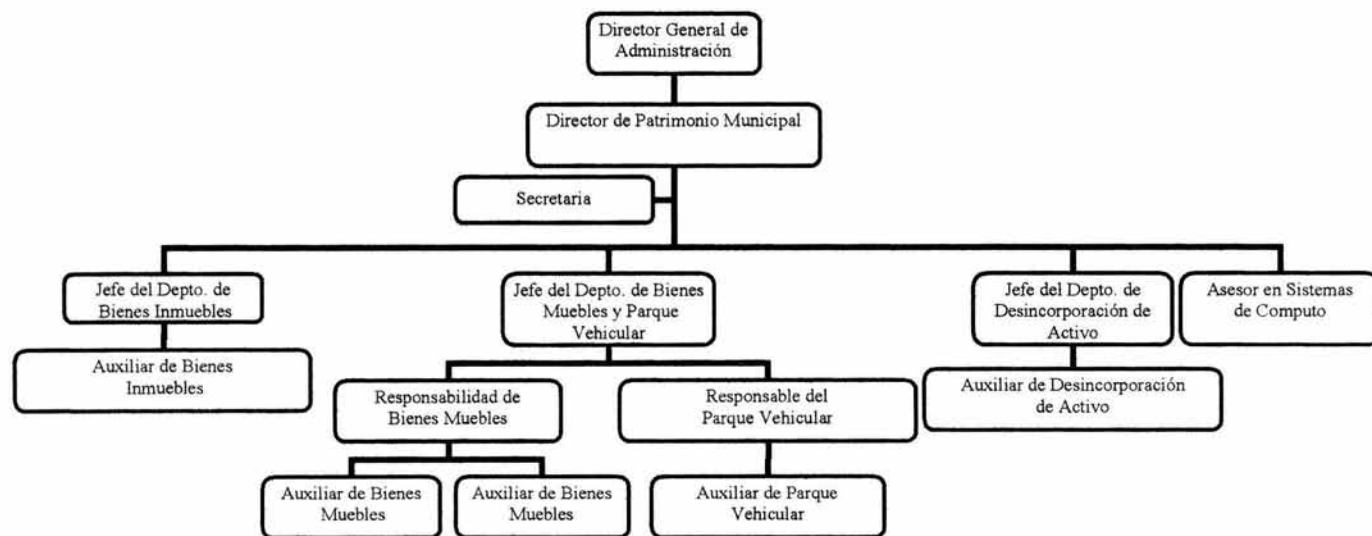 Director General de
Administración
Director de Patrimonio Municipal
Secretaria
Jefe del Depto. de
Bienes Inmuebles
Jefe del Depto. de Bienes
Muebles y Parque
Vehicular
Jefe del Depto. de
Desincorporación de
Activo
Asesor en Sistemas
de Computo
Auxiliar de Bienes
Inmuebles
Responsabilidad de
Bienes Muebles
Responsable del
Parque Vehicular
Auxiliar de Desincorporación
de Activo
Auxiliar de Bienes
Muebles
Auxiliar de Bienes
Muebles
Auxiliar de Parque
Vehicular